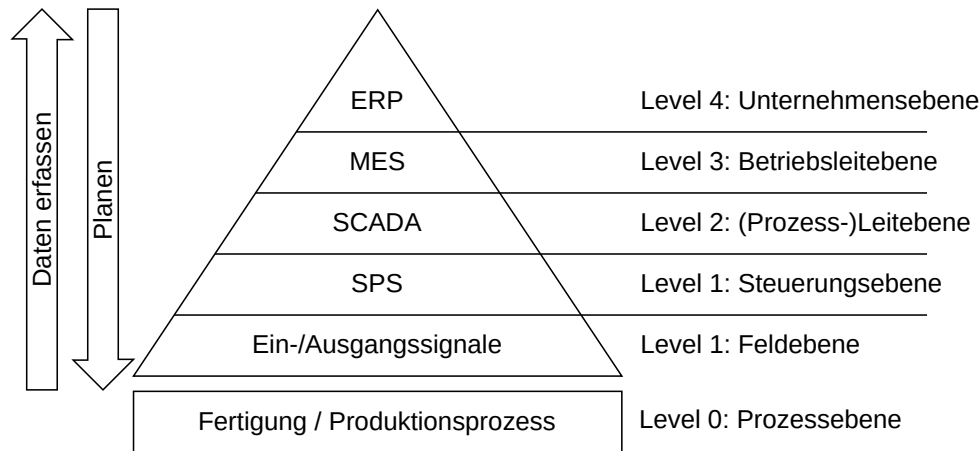 Daten erfassen
Planen
ERP
Level 4: Unternehmensebene
MES
Level 3: Betriebsleitebene
SCADA
Level 2: (Prozess-)Leitebene
SPS
Level 1: Steuerungsebene
Ein-/Ausgangssignale
Level 1: Feldebene
Fertigung / Produktionsprozess
Level 0: Prozessebene